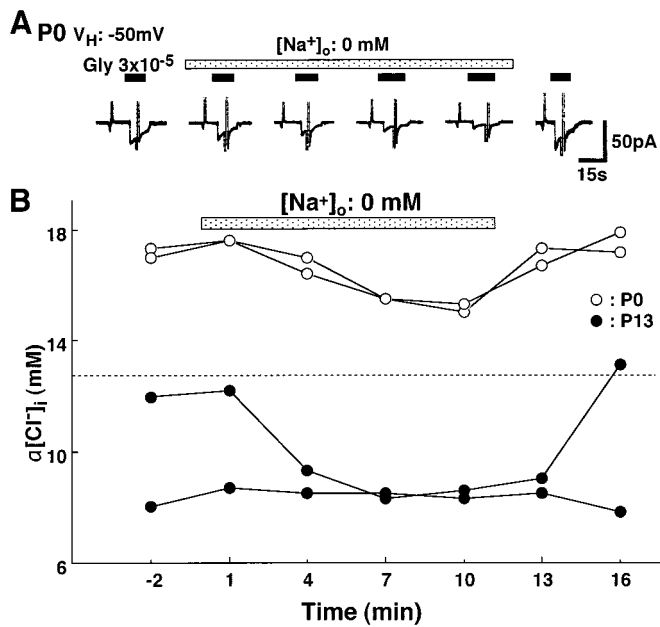 A P0 V_H: -50mV
[Na⁺]ₒ: 0 mM
Gly 3x10⁻⁵
50pA
15s
B
[Na⁺]ₒ: 0 mM
18
○ : P0
● : P13
14
10
6
a[Cl⁻]ᵢ (mM)
-2 1 4 7 10 13 16
Time (min)